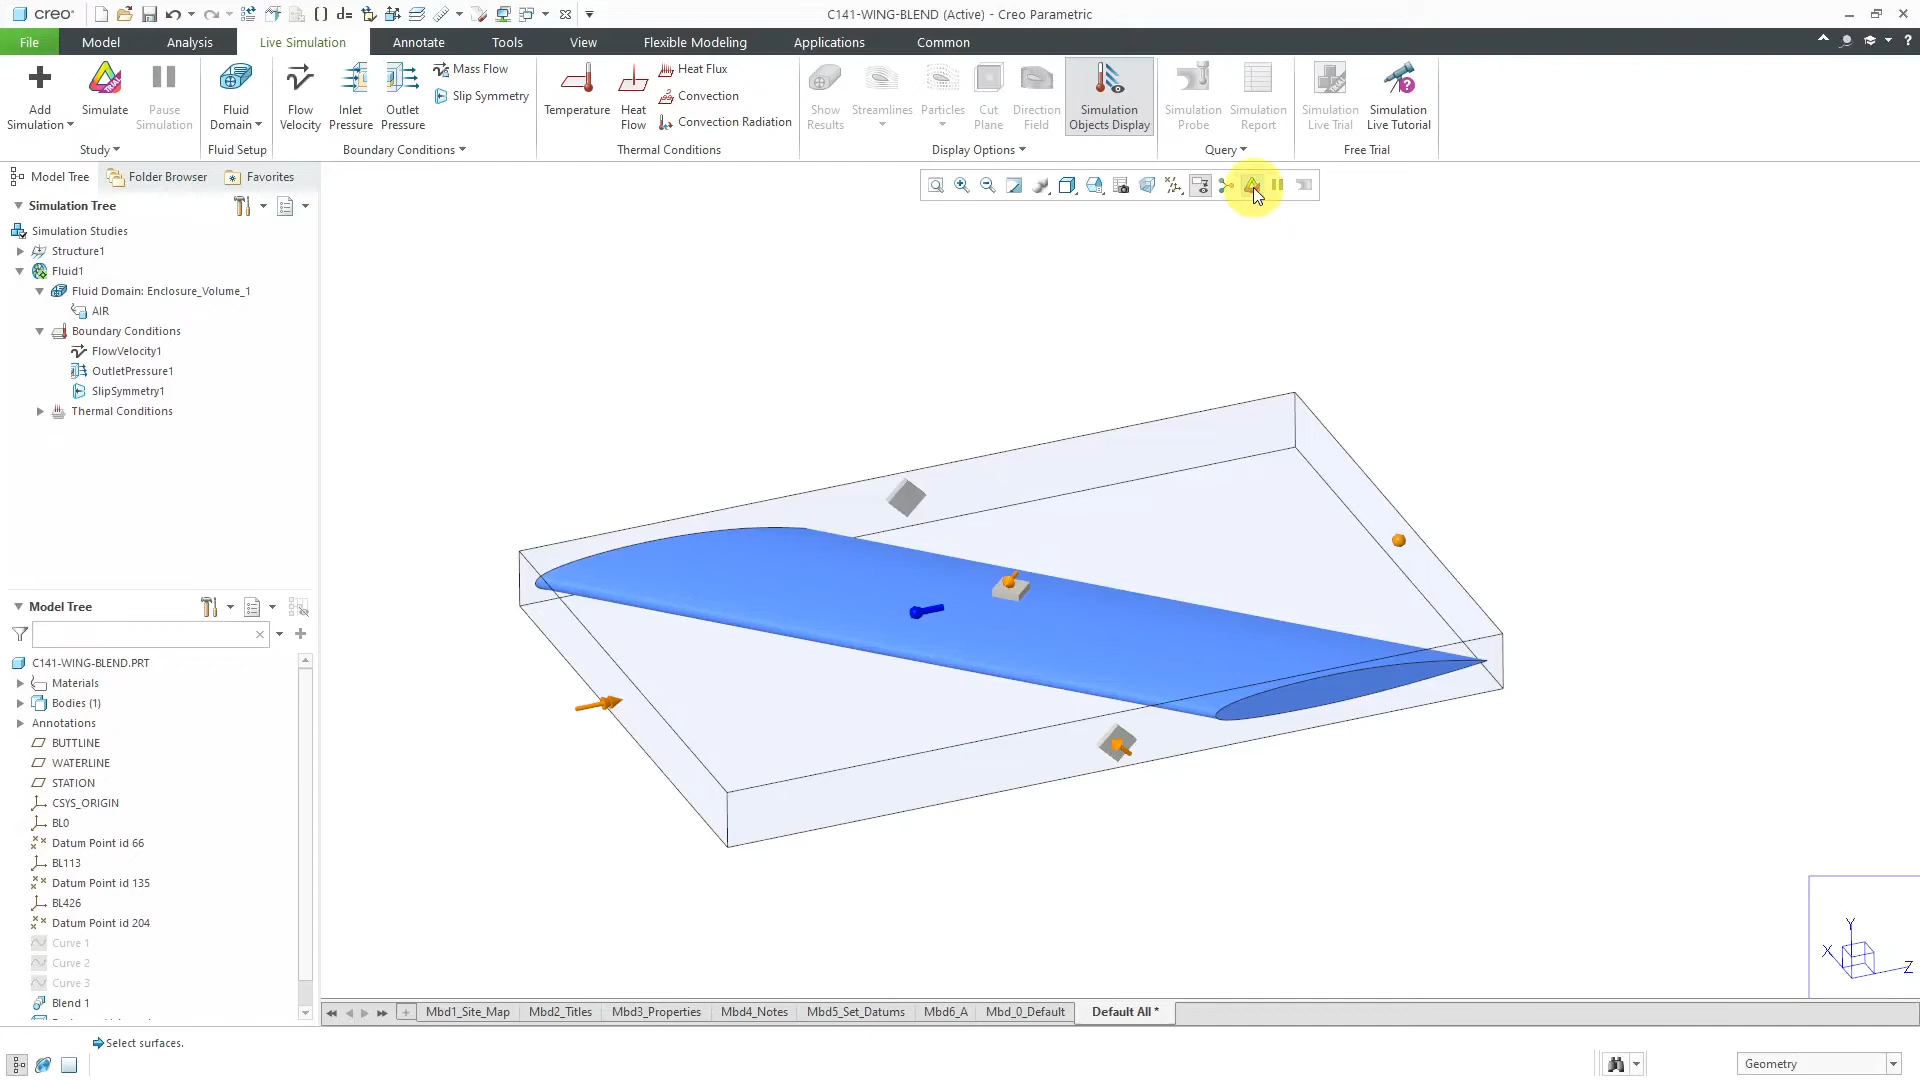 creo
C141-WING-BLEND (Active) - Creo Parametric
File Model Analysis Live Simulation Annotate Tools View Flexible Modeling Applications Common
Add Simulation
Simulate
Pause Simulation
Study
Fluid Domain
Fluid Setup
Flow Velocity
Inlet Pressure
Outlet Pressure
Mass Flow
Slip Symmetry
Boundary Conditions
Temperature
Heat Flow
Heat Flux
Convection
Convection Radiation
Thermal Conditions
Show Results
Streamlines
Particles
Cut Plane
Direction Field
Simulation Objects Display
Display Options
Simulation Probe
Simulation Report
Query
Simulation Live Trial
Simulation Live Tutorial
Free Trial
Model Tree Folder Browser Favorites
Simulation Tree
Simulation Studies
Structure1
Fluid1
Fluid Domain: Enclosure_Volume_1
AIR
Boundary Conditions
FlowVelocity1
OutletPressure1
SlipSymmetry1
Thermal Conditions
Model Tree
C141-WING-BLEND.PRT
Materials
Bodies (1)
Annotations
BUTTLINE
WATERLINE
STATION
CSYS_ORIGIN
BL0
Datum Point id 66
BL113
Datum Point id 135
BL426
Datum Point id 204
Curve 1
Curve 2
Curve 3
Blend 1
Y
X
Z
Mbd1_Site_Map Mbd2_Titles Mbd3_Properties Mbd4_Notes Mbd5_Set_Datums Mbd6_A Mbd_0_Default Default All *
Select surfaces.
Geometry